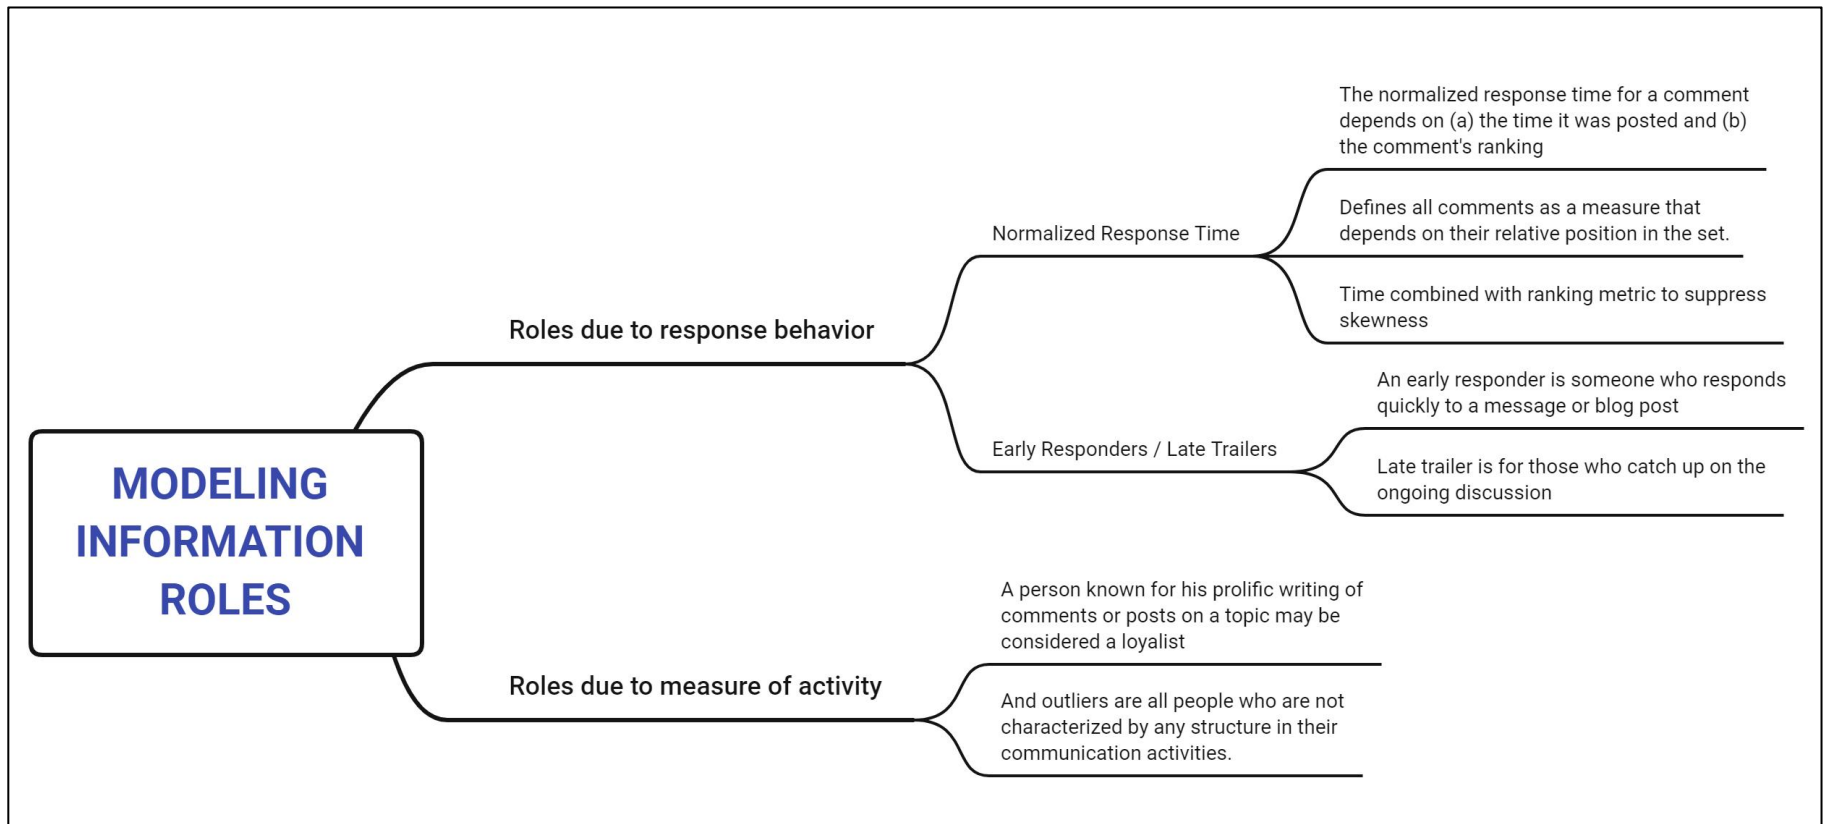 MODELING
INFORMATION
ROLES
Roles due to response behavior
Normalized Response Time
The normalized response time for a comment
depends on (a) the time it was posted and (b)
the comment's ranking
Defines all comments as a measure that
depends on their relative position in the set.
Time combined with ranking metric to suppress
skewness
Early Responders / Late Trailers
An early responder is someone who responds
quickly to a message or blog post
Late trailer is for those who catch up on the
ongoing discussion
Roles due to measure of activity
A person known for his prolific writing of
comments or posts on a topic may be
considered a loyalist
And outliers are all people who are not
characterized by any structure in their
communication activities.